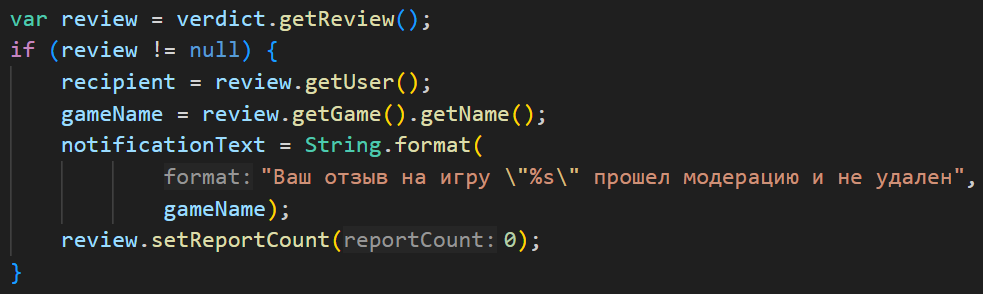 var review = verdict.getReview();
if (review != null) {
    recipient = review.getUser();
    gameName = review.getGame().getName();
    notificationText = String.format(
            format: "Ваш отзыв на игру \"%s\" прошел модерацию и не удален",
            gameName);
    review.setReportCount(reportCount: 0);
}